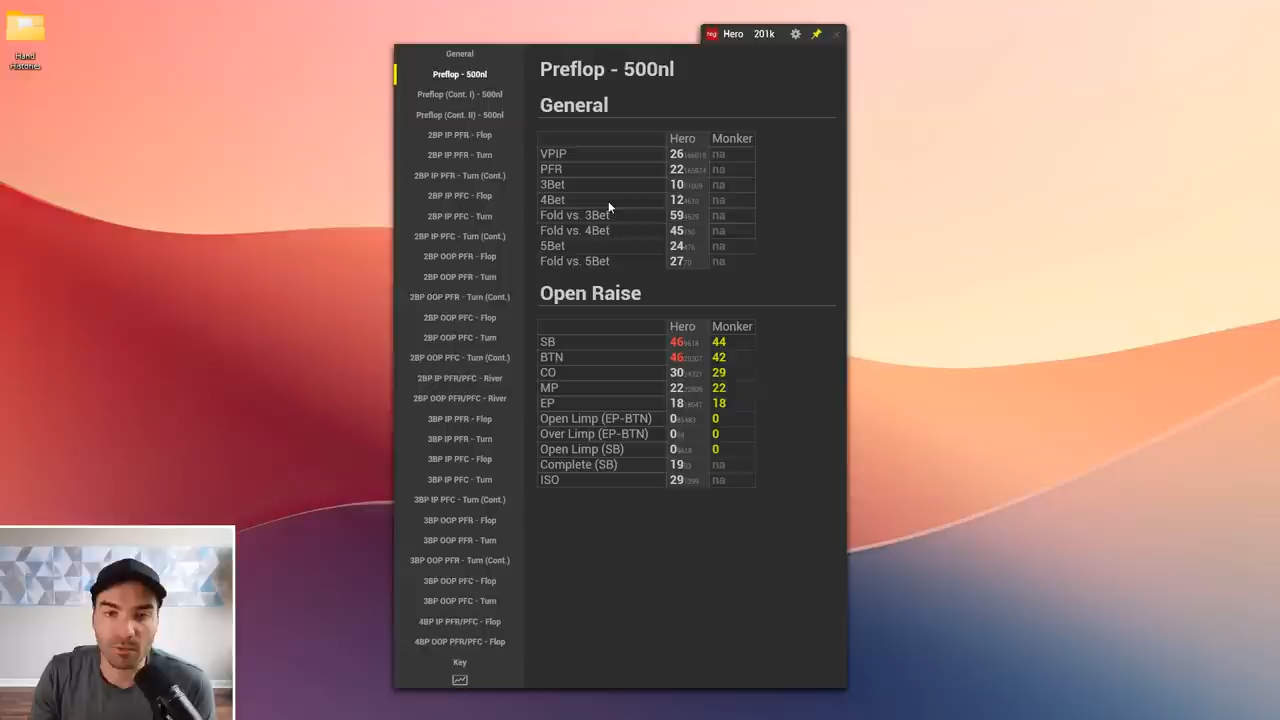 Hand
Histories
Hero 201k
General
Preflop - 500nl
Preflop (Cont. I) - 500nl
Preflop (Cont. II) - 500nl
2BP IP PFR - Flop
2BP IP PFR - Turn
2BP IP PFR - Turn (Cont.)
2BP IP PFC - Flop
2BP IP PFC - Turn
2BP IP PFC - Turn (Cont.)
2BP OOP PFR - Flop
2BP OOP PFR - Turn
2BP OOP PFR - Turn (Cont.)
2BP OOP PFC - Flop
2BP OOP PFC - Turn
2BP OOP PFC - Turn (Cont.)
2BP IP PFR/PFC - River
2BP OOP PFR/PFC - River
3BP IP PFR - Flop
3BP IP PFR - Turn
3BP IP PFC - Flop
3BP IP PFC - Turn
3BP IP PFC - Turn (Cont.)
3BP OOP PFR - Flop
3BP OOP PFR - Turn
3BP OOP PFR - Turn (Cont.)
3BP OOP PFC - Flop
3BP OOP PFC - Turn
4BP IP PFR/PFC - Flop
4BP OOP PFR/PFC - Flop
Key
Preflop - 500nl
General
Hero Monker
VPIP 26 na
PFR 22 na
3Bet 10 na
4Bet 12 na
Fold vs. 3Bet 59 na
Fold vs. 4Bet 45 na
5Bet 24 na
Fold vs. 5Bet 27 na
Open Raise
Hero Monker
SB 46 44
BTN 46 42
CO 30 29
MP 22 22
EP 18 18
Open Limp (EP-BTN) 0 0
Over Limp (EP-BTN) 0 0
Open Limp (SB) 0 0
Complete (SB) 19 na
ISO 29 na